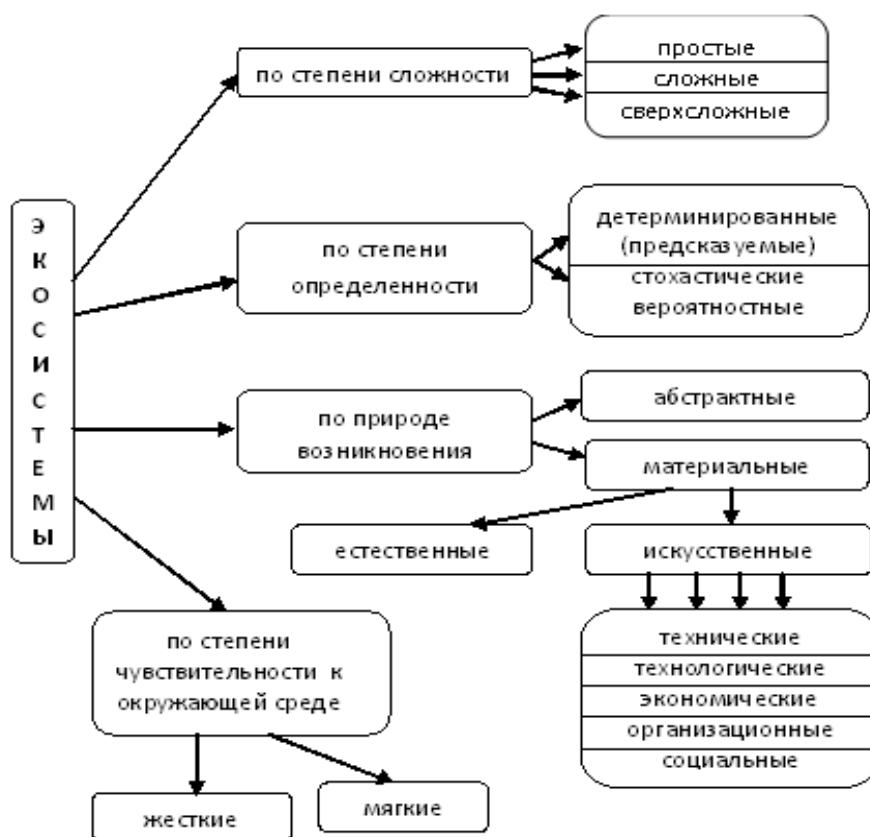 ЭКОССИСТЕМЫ
по степени сложности
простые
сложные
сверхсложные
по степени
определенности
детерминированные
(предсказуемые)
стохастические
вероятностные
по природе
возникновения
абстрактные
материальные
естественные
искусственные
технические
технологические
экономические
организационные
социальные
по степени
чувствительности к
окружающей среде
жесткие
мягкие